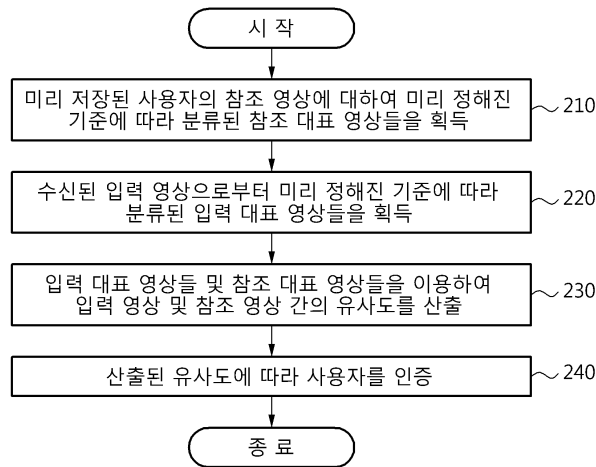 시 작
미리 저장된 사용자의 참조 영상에 대하여 미리 정해진
기준에 따라 분류된 참조 대표 영상들을 획득
210
수신된 입력 영상으로부터 미리 정해진 기준에 따라
분류된 입력 대표 영상들을 획득
220
입력 대표 영상들 및 참조 대표 영상들을 이용하여
입력 영상 및 참조 영상 간의 유사도를 산출
230
산출된 유사도에 따라 사용자를 인증
240
종 료